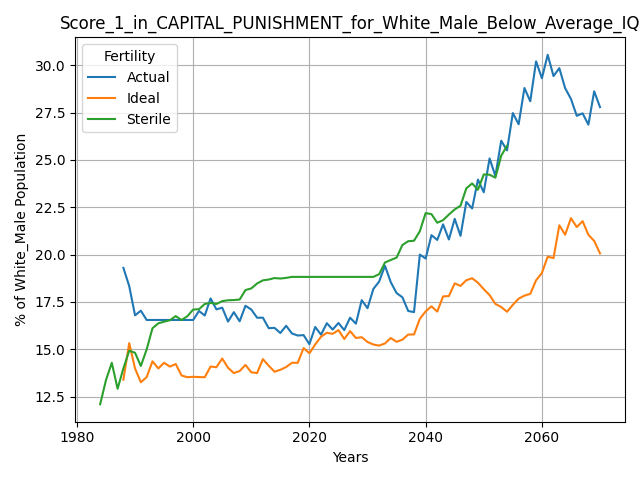 Score_1_in_CAPITAL_PUNISHMENT_for_White_Male_Below_Average_IQ
Fertility
Actual
Ideal
Sterile
% of White_Male Population
30.0
27.5
25.0
22.5
20.0
17.5
15.0
12.5
1980
2000
2020
2040
2060
Years